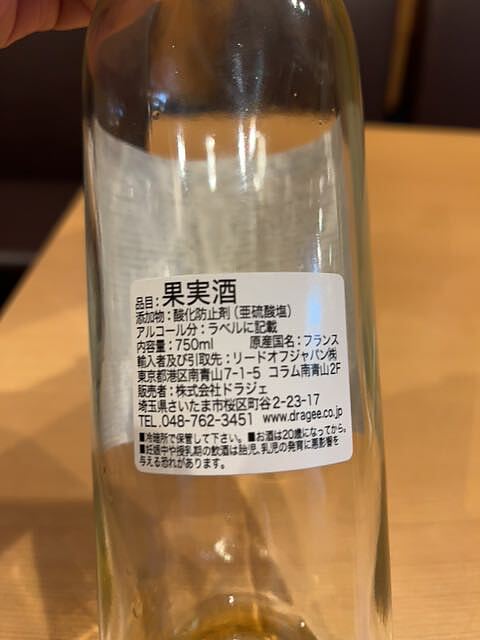 品目：果実酒
添加物：酸化防止剤（亜硫酸塩）
アルコール分：ラベルに記載
内容量：750ml 原産国名：フランス
輸入者及び引取先：リードオフジャパン㈱
東京都港区南青山7-1-5 コラム南青山2F
販売者：株式会社ドラジェ
埼玉県さいたま市桜区町谷2-23-17
TEL.048-762-3451 www.dragee.co.jp
■冷暗所で保管して下さい。■お酒は20歳になってから。
■妊娠中や授乳期の飲酒は胎児、乳児の発育に悪影響を
与える恐れがあります。